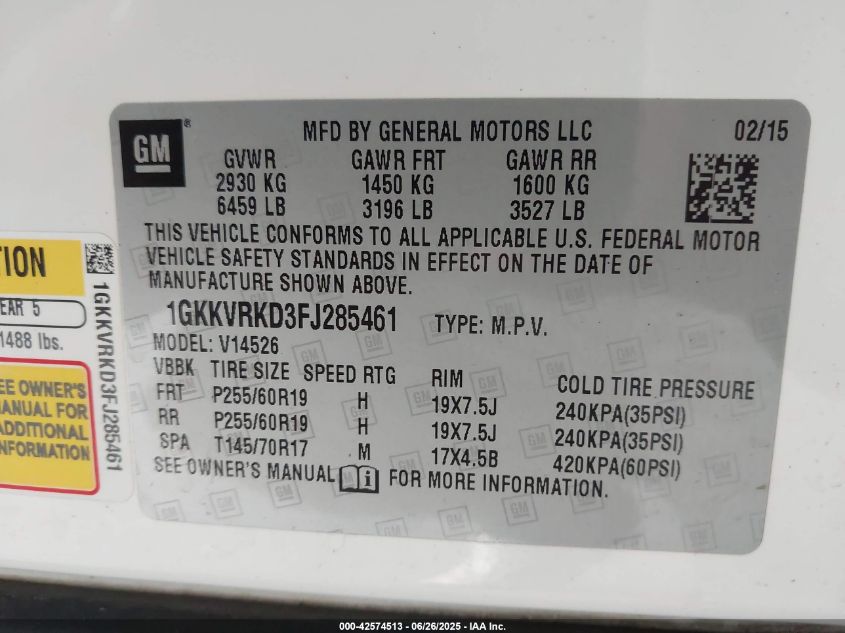 GM
®
MFD BY GENERAL MOTORS LLC 02/15
GVWR GAWR FRT GAWR RR
2930 KG 1450 KG 1600 KG
6459 LB 3196 LB 3527 LB
THIS VEHICLE CONFORMS TO ALL APPLICABLE U.S. FEDERAL MOTOR
VEHICLE SAFETY STANDARDS IN EFFECT ON THE DATE OF
MANUFACTURE SHOWN ABOVE.
1GKKVRKD3FJ285461 TYPE: M.P.V.
MODEL: V14526
VBBK TIRE SIZE SPEED RTG RIM COLD TIRE PRESSURE
FRT P255/60R19 H 19X7.5J 240KPA(35PSI)
RR P255/60R19 H 19X7.5J 240KPA(35PSI)
SPA T145/70R17 M 17X4.5B 420KPA(60PSI)
SEE OWNER'S MANUAL i FOR MORE INFORMATION.
TION
EAR 5
1488 lbs.
EE OWNER'S
MANUAL FOR
ADDITIONAL
INFORMATION
1GKKVRKD3FJ285461
000-42574513 - 06/26/2025 - IAA Inc.